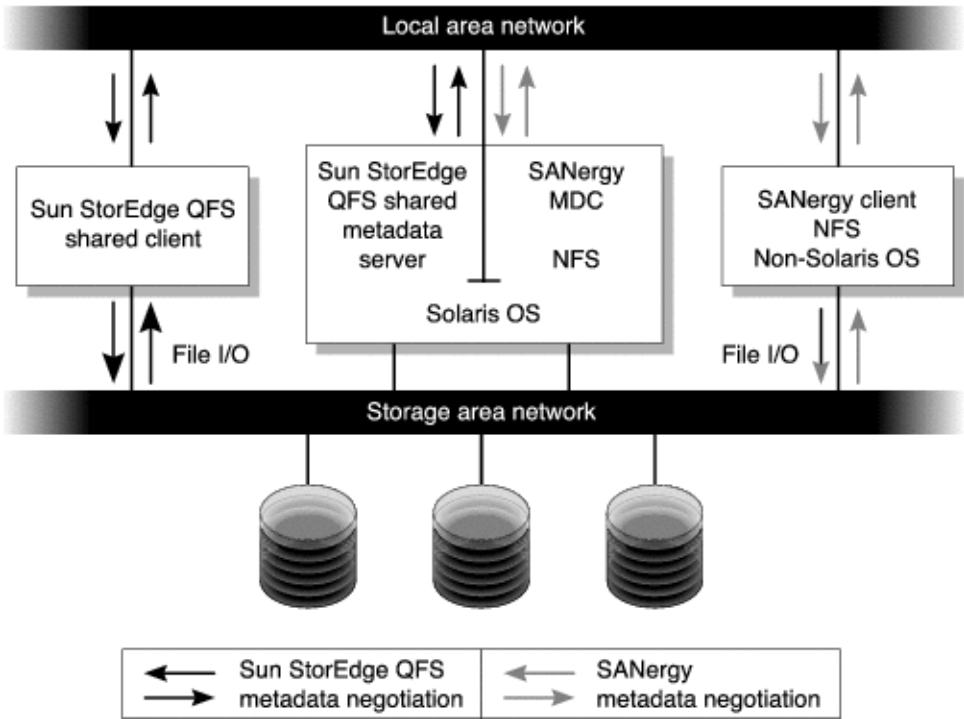 Local area network
Sun StorEdge QFS
shared client
Sun StorEdge
QFS shared
metadata
server
SANergy
MDC
NFS
Solaris OS
SANergy client
NFS
Non-Solaris OS
File I/O
File I/O
Storage area network
Sun StorEdge QFS
metadata negotiation
SANergy
metadata negotiation